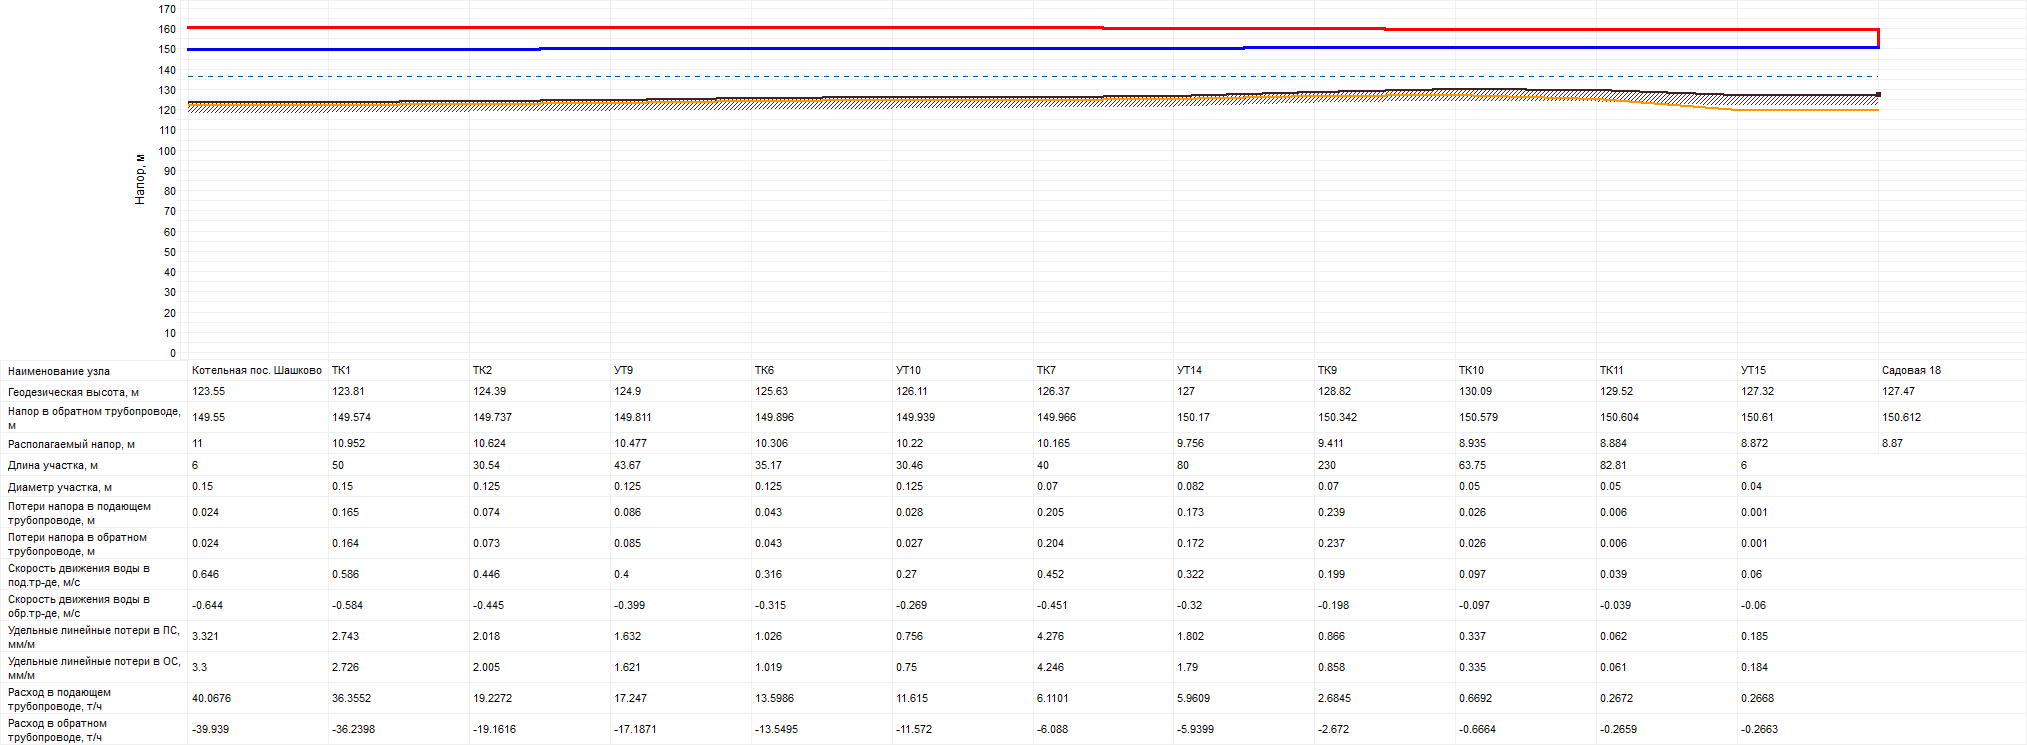 170
160
150
140
130
120
110
100
90
80
70
60
50
40
30
20
10
0
Напор, м
Наименование узла Котельная пос. Шашково ТК1 ТК2 УТ9 ТК6 УТ10 ТК7 УТ14 ТК9 ТК10 ТК11 УТ15 Садовая 18
Геодезическая высота, м 123.55 123.81 124.39 124.9 125.63 126.11 126.37 127 128.82 130.09 129.52 127.32 127.47
Напор в обратном трубопроводе,
м 149.55 149.574 149.737 149.811 149.896 149.939 149.966 150.17 150.342 150.579 150.604 150.61 150.612
Располагаемый напор, м 11 10.952 10.624 10.477 10.306 10.22 10.165 9.756 9.411 8.935 8.884 8.872 8.87
Длина участка, м 6 50 30.54 43.67 35.17 30.46 40 80 230 63.75 82.81 6
Диаметр участка, м 0.15 0.15 0.125 0.125 0.125 0.125 0.07 0.082 0.07 0.05 0.05 0.04
Потери напора в подающем
трубопроводе, м 0.024 0.165 0.074 0.086 0.043 0.028 0.205 0.173 0.239 0.026 0.006 0.001
Потери напора в обратном
трубопроводе, м 0.024 0.164 0.073 0.085 0.043 0.027 0.204 0.172 0.237 0.026 0.006 0.001
Скорость движения воды в
под.тр-де, м/с 0.646 0.586 0.446 0.4 0.316 0.27 0.452 0.322 0.199 0.097 0.039 0.06
Скорость движения воды в
обр.тр-де, м/с -0.644 -0.584 -0.445 -0.399 -0.315 -0.269 -0.451 -0.32 -0.198 -0.097 -0.039 -0.06
Удельные линейные потери в ПС,
мм/м 3.321 2.743 2.018 1.632 1.026 0.756 4.276 1.802 0.866 0.337 0.062 0.185
Удельные линейные потери в ОС,
мм/м 3.3 2.726 2.005 1.621 1.019 0.75 4.246 1.79 0.858 0.335 0.061 0.184
Расход в подающем
трубопроводе, т/ч 40.0676 36.3552 19.2272 17.247 13.5986 11.615 6.1101 5.9609 2.6845 0.6692 0.2672 0.2668
Расход в обратном
трубопроводе, т/ч -39.939 -36.2398 -19.1616 -17.1871 -13.5495 -11.572 -6.088 -5.9399 -2.672 -0.6664 -0.2659 -0.2663